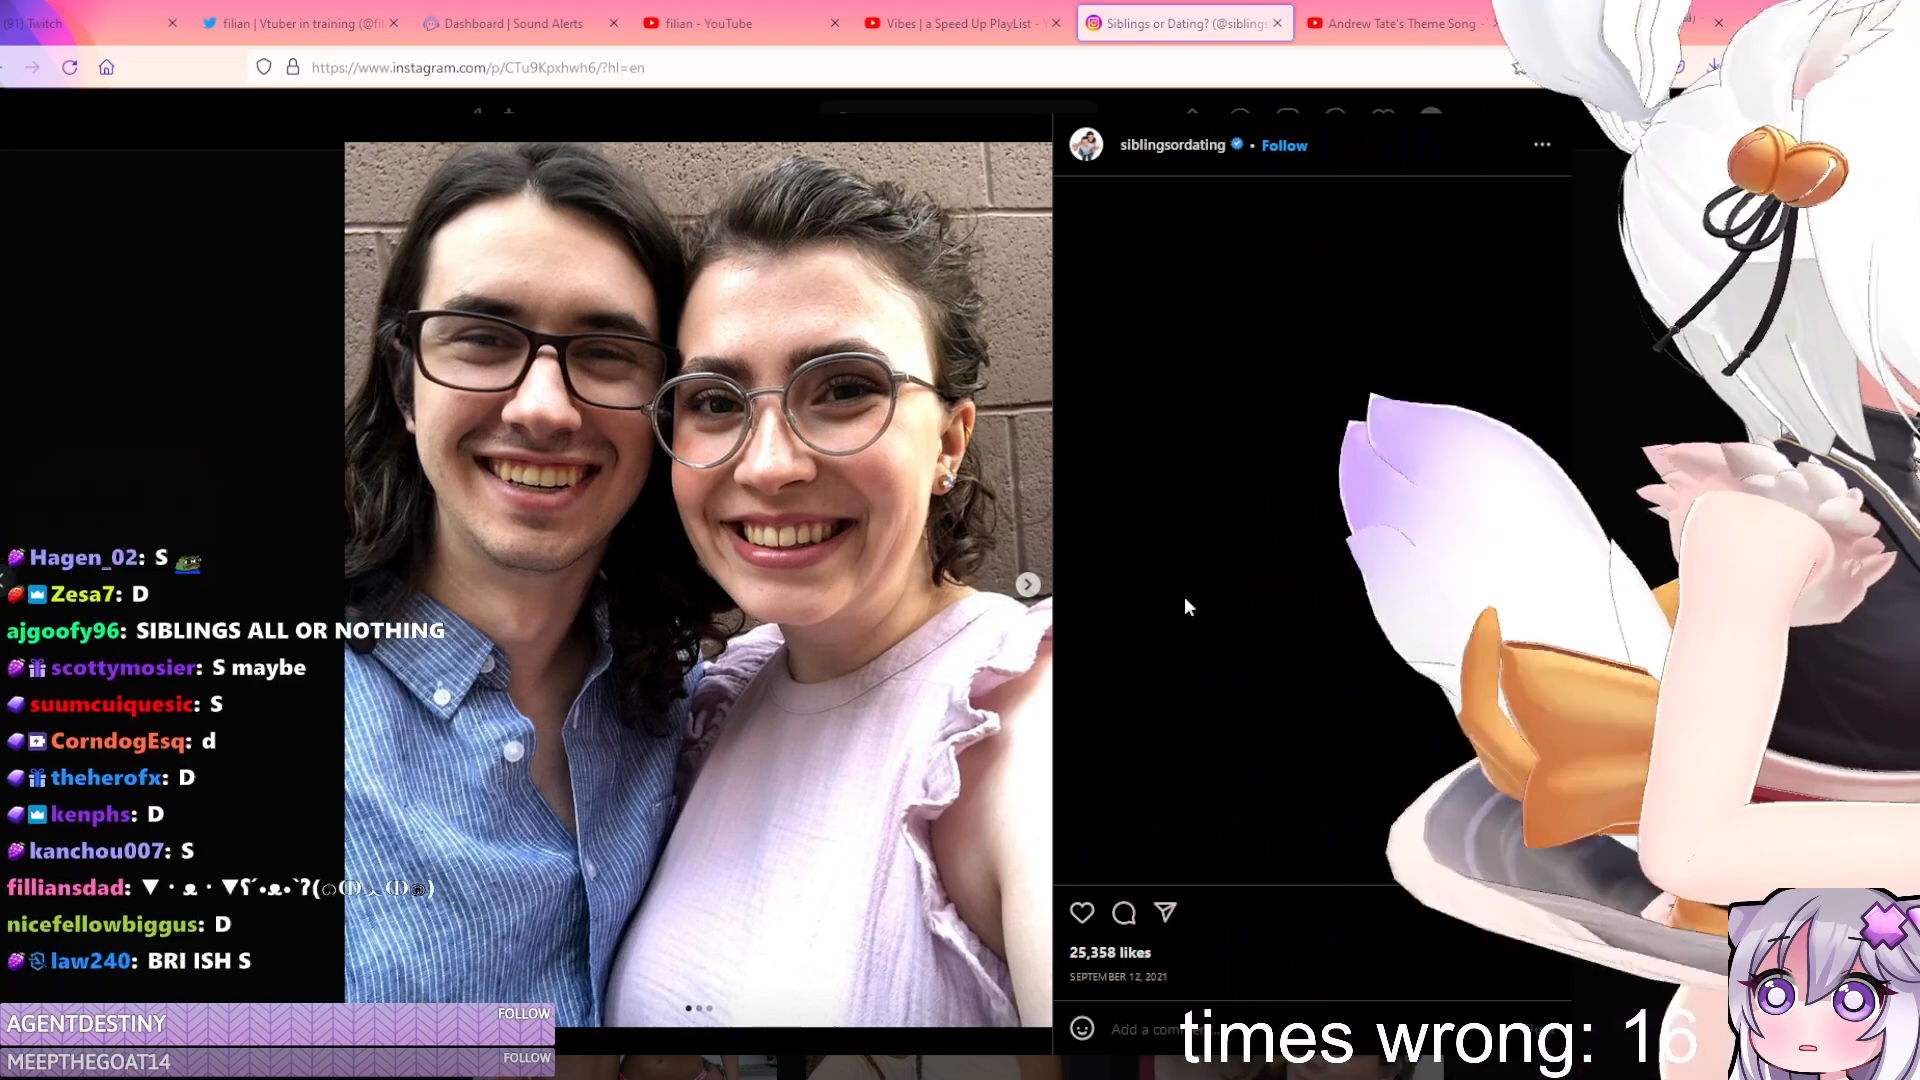 (91) Twitch
filian | Vtuber in training (@fil
Dashboard | Sound Alerts
filian - YouTube
Vibes | a Speed Up PlayList -
Siblings or Dating? (@siblings
Andrew Tate's Theme Song -
https://www.instagram.com/p/CTu9Kpxhwh6/?hl=en
siblingsordating • Follow
Hagen_02: S
Zesa7: D
ajgoofy96: SIBLINGS ALL OR NOTHING
scottymosier: S maybe
suumcuiquesic: S
CorndogEsq: d
theherofx: D
kenphs: D
kanchou007: S
filliansdad:
nicefellowbiggus: D
law240: BRI ISH S
25,358 likes
SEPTEMBER 12, 2021
Add a
AGENTDESTINY FOLLOW
MEEPTHEGOAT14 FOLLOW
times wrong: 16